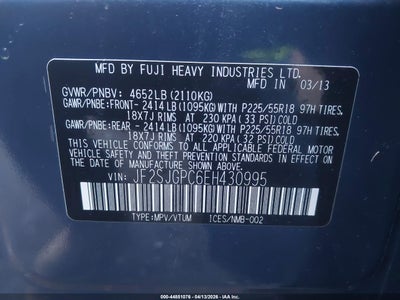 MFD BY FUJI HEAVY INDUSTRIES LTD.
MANUFACTURED IN 03/13
GVWR/PNBV: 4652LB (2110KG)
GAWR/PNBE:FRONT- 2414 LB(1095KG)WITH P225/55R18 97H TIRES.
18X7J RIMS AT 230 KPA (33 PSI)COLD
GAWR/PNBE:REAR - 2414 LB(1095KG)WITH P225/55R18 97H TIRES.
18X7J RIMS AT 220 KPA (32 PSI)COLD
THIS VEHICLE CONFORMS TO ALL APPLICABLE U.S. FEDERAL
MOTOR VEHICLE SAFETY, BUMPER AND THEFT PREVENTION
STANDARDS IN EFFECT ON THE
DATE OF MANUFACTURE SHOWN ABOVE.
VIN: JF2SJGPC6EH430995
TYPE:MPV/VTUM ICES/NMB-002
000-44851076 - 04/13/2026 - COPYRIGHT